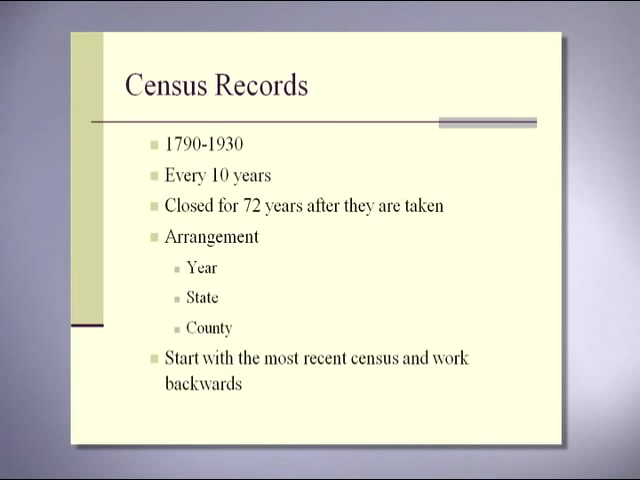 Census Records
1790-1930
Every 10 years
Closed for 72 years after they are taken
Arrangement
Year
State
County
Start with the most recent census and work
backwards